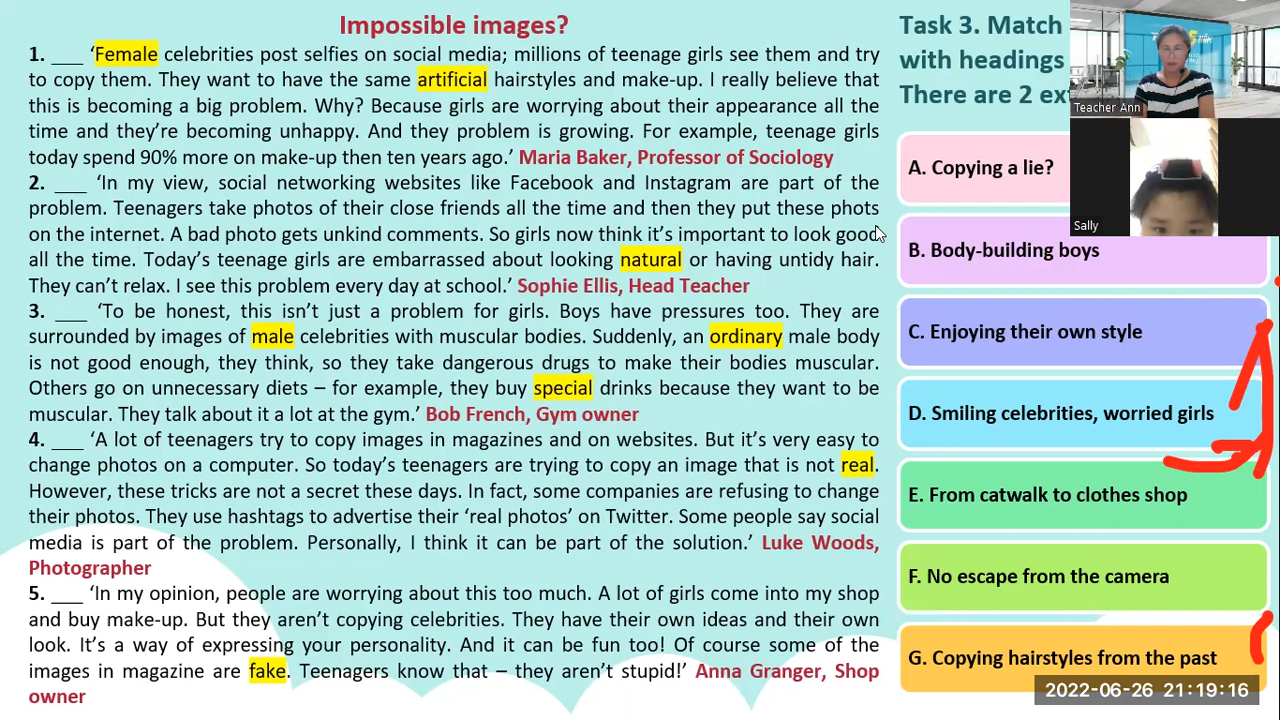 Impossible images?
1. ___ ‘Female celebrities post selfies on social media; millions of teenage girls see them and try
to copy them. They want to have the same artificial hairstyles and make-up. I really believe that
this is becoming a big problem. Why? Because girls are worrying about their appearance all the
time and they’re becoming unhappy. And they problem is growing. For example, teenage girls
today spend 90% more on make-up then ten years ago.’ Maria Baker, Professor of Sociology
2. ___ ‘In my view, social networking websites like Facebook and Instagram are part of the
problem. Teenagers take photos of their close friends all the time and then they put these phots
on the internet. A bad photo gets unkind comments. So girls now think it’s important to look good
all the time. Today’s teenage girls are embarrassed about looking natural or having untidy hair.
They can’t relax. I see this problem every day at school.’ Sophie Ellis, Head Teacher
3. ___ ‘To be honest, this isn’t just a problem for girls. Boys have pressures too. They are
surrounded by images of male celebrities with muscular bodies. Suddenly, an ordinary male body
is not good enough, they think, so they take dangerous drugs to make their bodies muscular.
Others go on unnecessary diets – for example, they buy special drinks because they want to be
muscular. They talk about it a lot at the gym.’ Bob French, Gym owner
4. ___ ‘A lot of teenagers try to copy images in magazines and on websites. But it’s very easy to
change photos on a computer. So today’s teenagers are trying to copy an image that is not real.
However, these tricks are not a secret these days. In fact, some companies are refusing to change
their photos. They use hashtags to advertise their ‘real photos’ on Twitter. Some people say social
media is part of the problem. Personally, I think it can be part of the solution.’ Luke Woods,
Photographer
5. ___ ‘In my opinion, people are worrying about this too much. A lot of girls come into my shop
and buy make-up. But they aren’t copying celebrities. They have their own ideas and their own
look. It’s a way of expressing your personality. And it can be fun too! Of course some of the
images in magazine are fake. Teenagers know that – they aren’t stupid!’ Anna Granger, Shop
owner
Task 3. Match
with headings
There are 2
Teacher Ann
A. Copying a lie?
Sally
B. Body-building boys
C. Enjoying their own style
D. Smiling celebrities, worried girls
E. From catwalk to clothes shop
F. No escape from the camera
G. Copying hairstyles from the past
2022-06-26 21:19:16